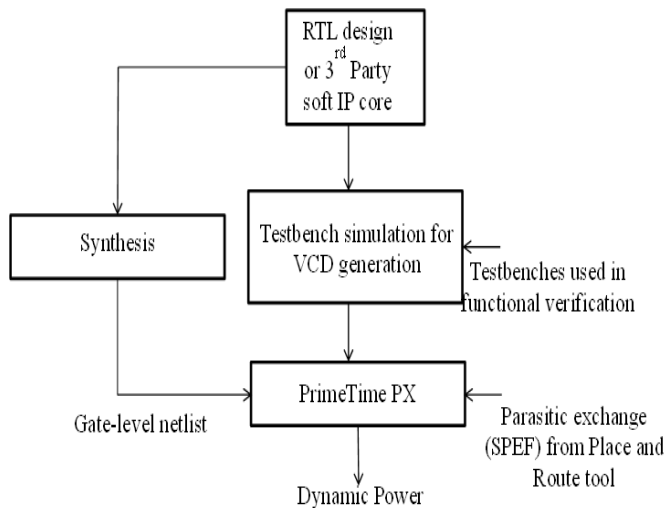 RTL design
or 3rd Party
soft IP core
Synthesis
Testbench simulation for
VCD generation
Testbenches used in
functional verification
PrimeTime PX
Gate-level netlist
Parasitic exchange
(SPEF) from Place and
Route tool
Dynamic Power